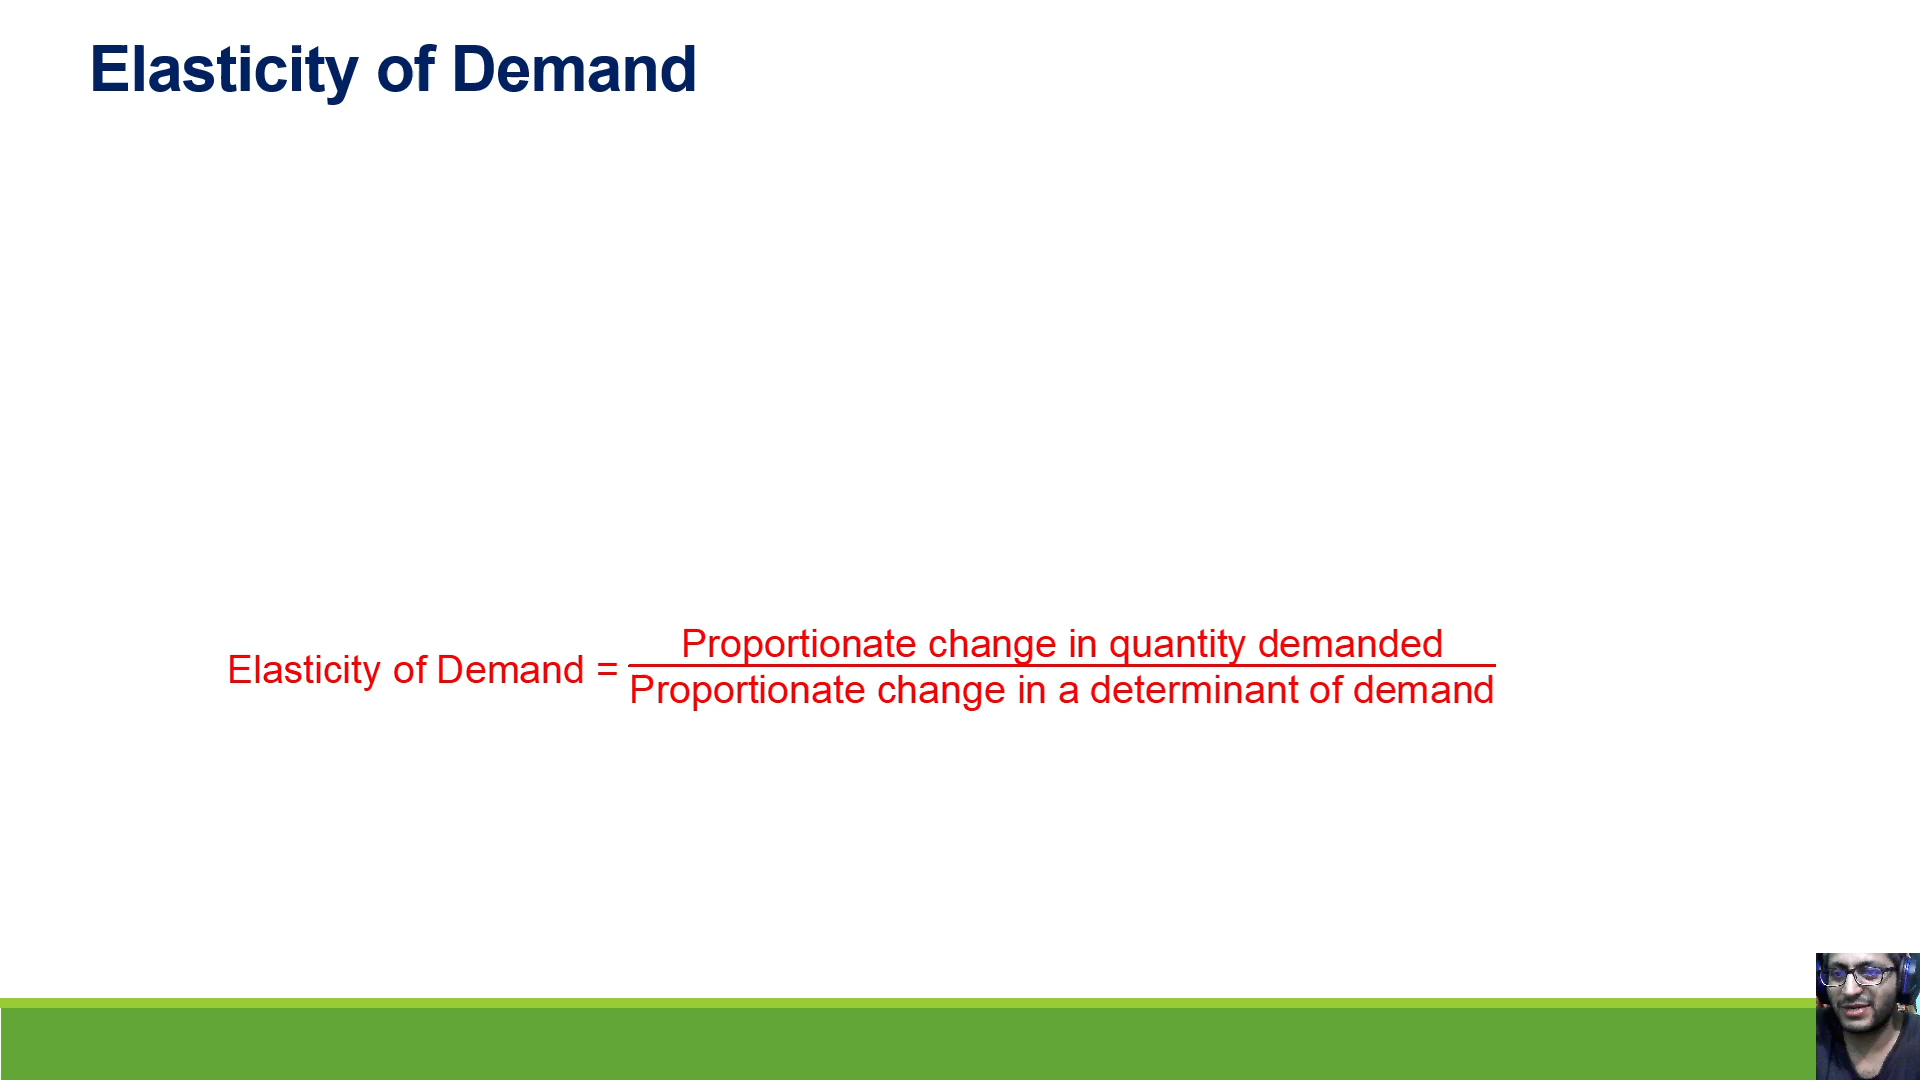 Elasticity of Demand
Proportionate change in quantity demanded
Elasticity of Demand =
Proportionate change in a determinant of demand